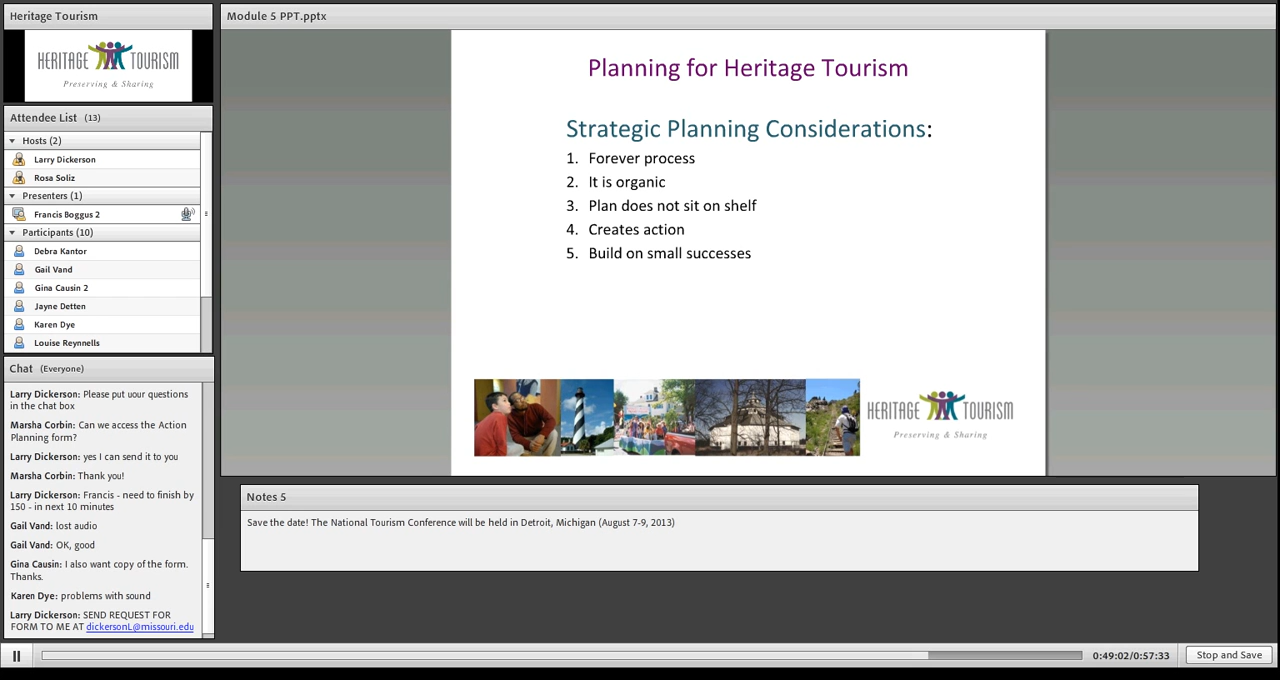 Heritage Tourism
HERITAGE TOURISM
Preserving & Sharing
Attendee List (13)
Hosts (2)
Larry Dickerson
Rosa Soliz
Presenters (1)
Francis Boggus 2
Participants (10)
Debra Kantor
Gail Vand
Gina Causin 2
Jayne Detten
Karen Dye
Louise Reynnells
Chat (Everyone)
Larry Dickerson: Please put uour questions
in the chat box
Marsha Corbin: Can we access the Action
Planning form?
Larry Dickerson: yes I can send it to you
Marsha Corbin: Thank you!
Larry Dickerson: Francis - need to finish by
150 - in next 10 minutes
Gail Vand: lost audio
Gail Vand: OK, good
Gina Causin: I also want copy of the form.
Thanks.
Karen Dye: problems with sound
Larry Dickerson: SEND REQUEST FOR
FORM TO ME AT dickersonL@missouri.edu
Module 5 PPT.pptx
Planning for Heritage Tourism
Strategic Planning Considerations:
1. Forever process
2. It is organic
3. Plan does not sit on shelf
4. Creates action
5. Build on small successes
HERITAGE TOURISM
Preserving & Sharing
Notes 5
Save the date! The National Tourism Conference will be held in Detroit, Michigan (August 7-9, 2013)
0:49:02/0:57:33
Stop and Save